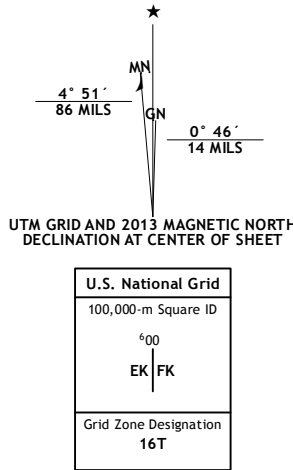 ★
MN
4° 51´
86 MILS
GN
0° 46´
14 MILS
UTM GRID AND 2013 MAGNETIC NORTH
DECLINATION AT CENTER OF SHEET
U.S. National Grid
100,000-m Square ID
⁶00
EK FK
Grid Zone Designation
16T